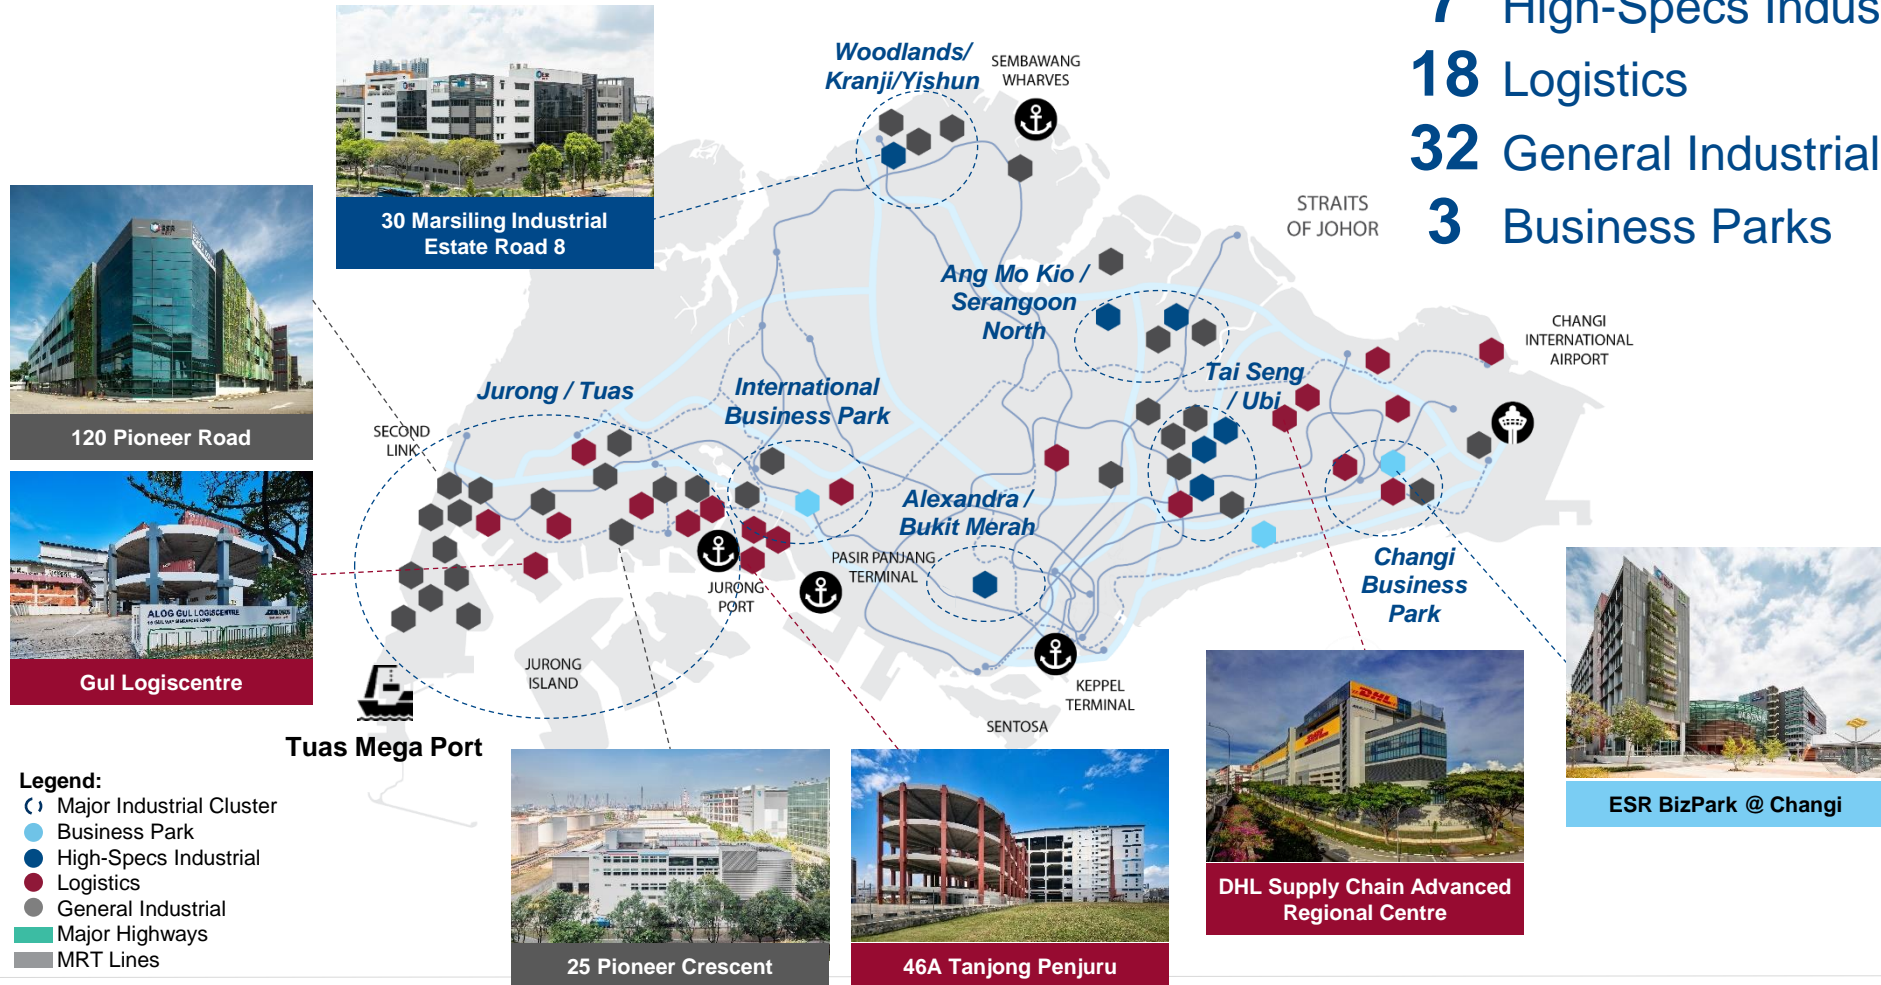 7 High-Specs Indus
18 Logistics
32 General Industrial
3 Business Parks
Woodlands/
Kranji/Yishun
SEMBAWANG
WHARVES
30 Marsiling Industrial
Estate Road 8
STRAITS
OF JOHOR
Ang Mo Kio /
Serangoon
North
CHANGI
INTERNATIONAL
AIRPORT
120 Pioneer Road
Jurong / Tuas
International
Business Park
Tai Seng
/ Ubi
SECOND
LINK
Alexandra /
Bukit Merah
PASIR PANJANG
TERMINAL
JURONG
PORT
Changi
Business
Park
ALOG GUL LOGISCENTRE
Gul Logiscentre
JURONG
ISLAND
KEPPEL
TERMINAL
SENTOSA
Tuas Mega Port
DHL
DHL Supply Chain Advanced
Regional Centre
ESR BizPark @ Changi
25 Pioneer Crescent
46A Tanjong Penjuru
Legend:
Major Industrial Cluster
Business Park
High-Specs Industrial
Logistics
General Industrial
Major Highways
MRT Lines